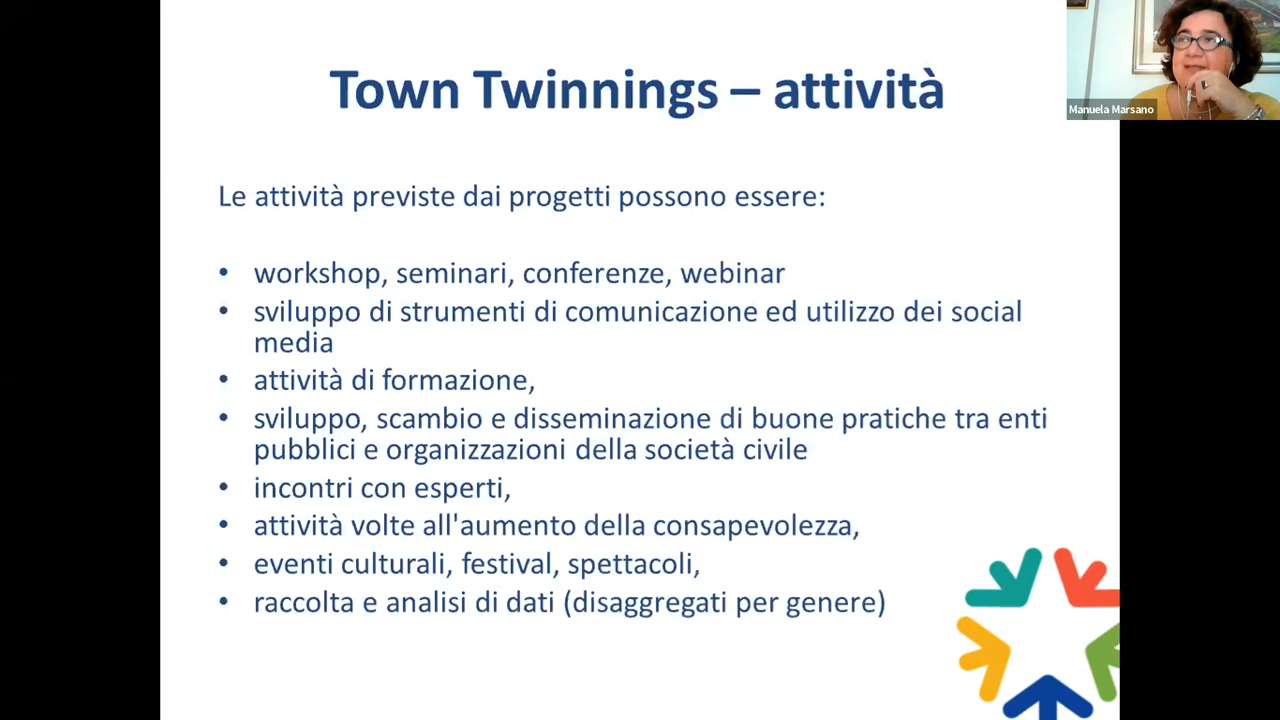 Town Twinnings – attività
Manuela Marsano
Le attività previste dai progetti possono essere:
• workshop, seminari, conferenze, webinar
• sviluppo di strumenti di comunicazione ed utilizzo dei social
media
• attività di formazione,
• sviluppo, scambio e disseminazione di buone pratiche tra enti
pubblici e organizzazioni della società civile
• incontri con esperti,
• attività volte all'aumento della consapevolezza,
• eventi culturali, festival, spettacoli,
• raccolta e analisi di dati (disaggregati per genere)